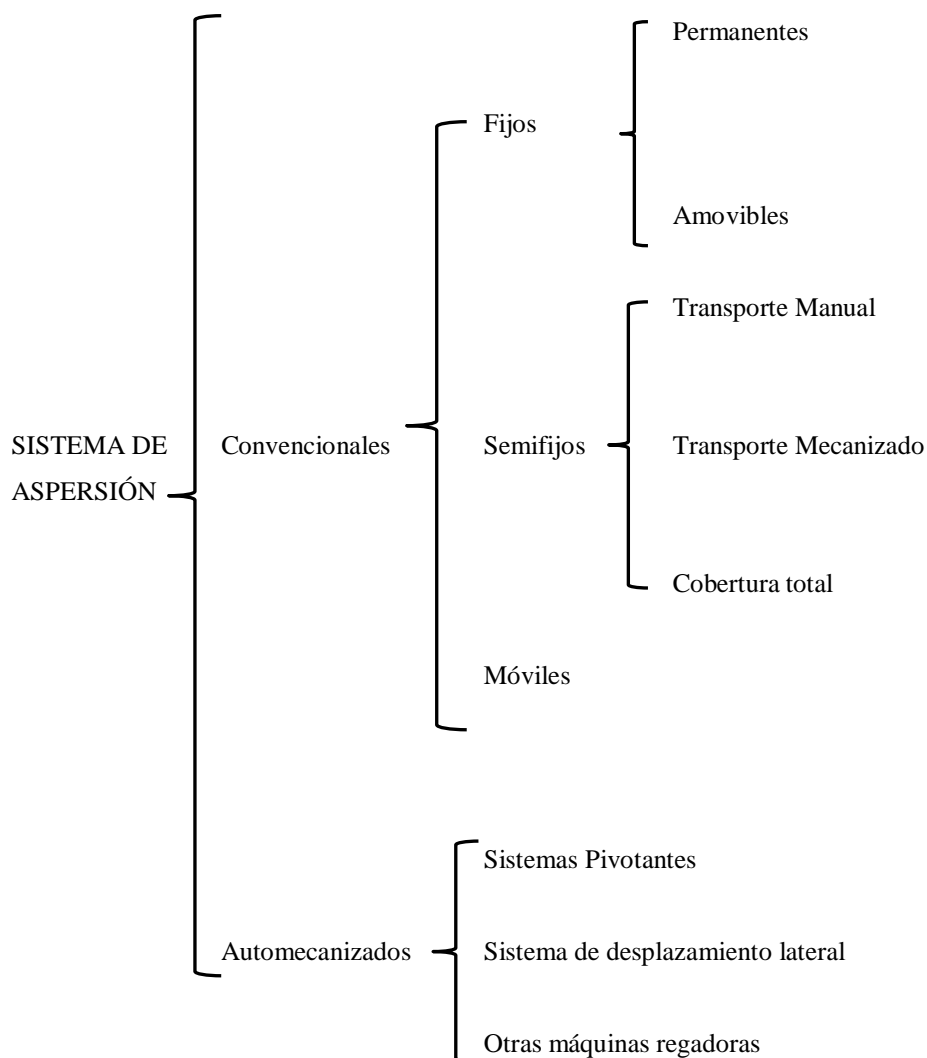 SISTEMA DE
ASPERSIÓN
Convencionales
Fijos
Permanentes
Amovibles
Semifijos
Transporte Manual
Transporte Mecanizado
Cobertura total
Móviles
Automecanizados
Sistemas Pivotantes
Sistema de desplazamiento lateral
Otras máquinas regadoras